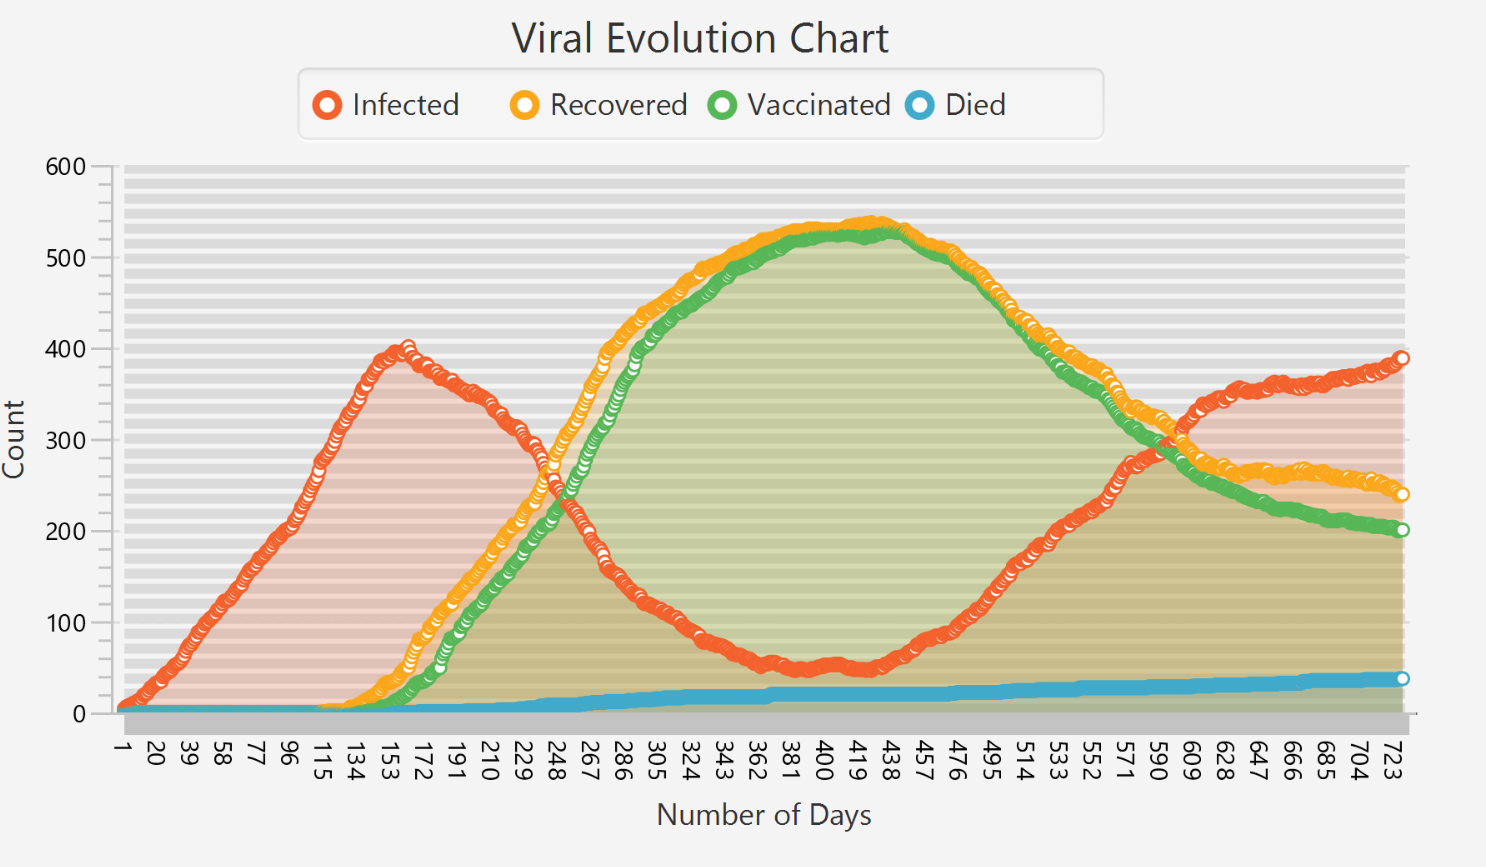 Viral Evolution Chart
Infected Recovered Vaccinated Died
600
500
400
300
200
100
0
Count
1 20 39 58 77 96 115 134 153 172 191 210 229 248 267 286 305 324 343 362 381 400 419 438 457 476 495 514 533 552 571 590 609 628 647 666 685 704 723
Number of Days